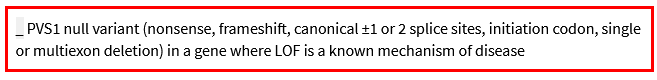 _ PVS1 null variant (nonsense, frameshift, canonical ±1 or 2 splice sites, initiation codon, single
or multiexon deletion) in a gene where LOF is a known mechanism of disease